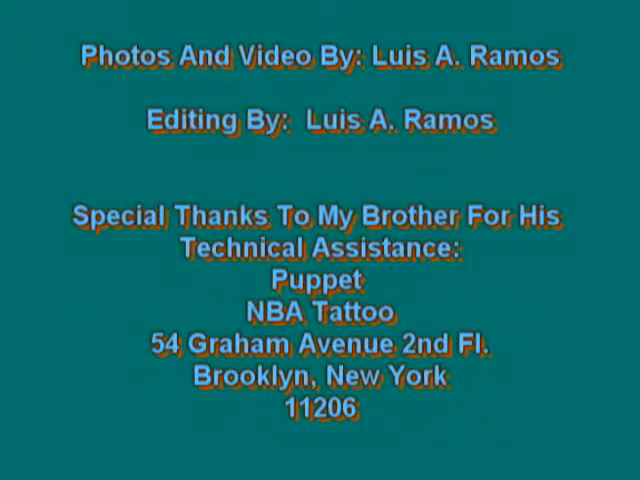 Photos And Video By: Luis A. Ramos
Editing By: Luis A. Ramos
Special Thanks To My Brother For His
Technical Assistance:
Puppet
NBA Tattoo
54 Graham Avenue 2nd Fl.
Brooklyn, New York
11206